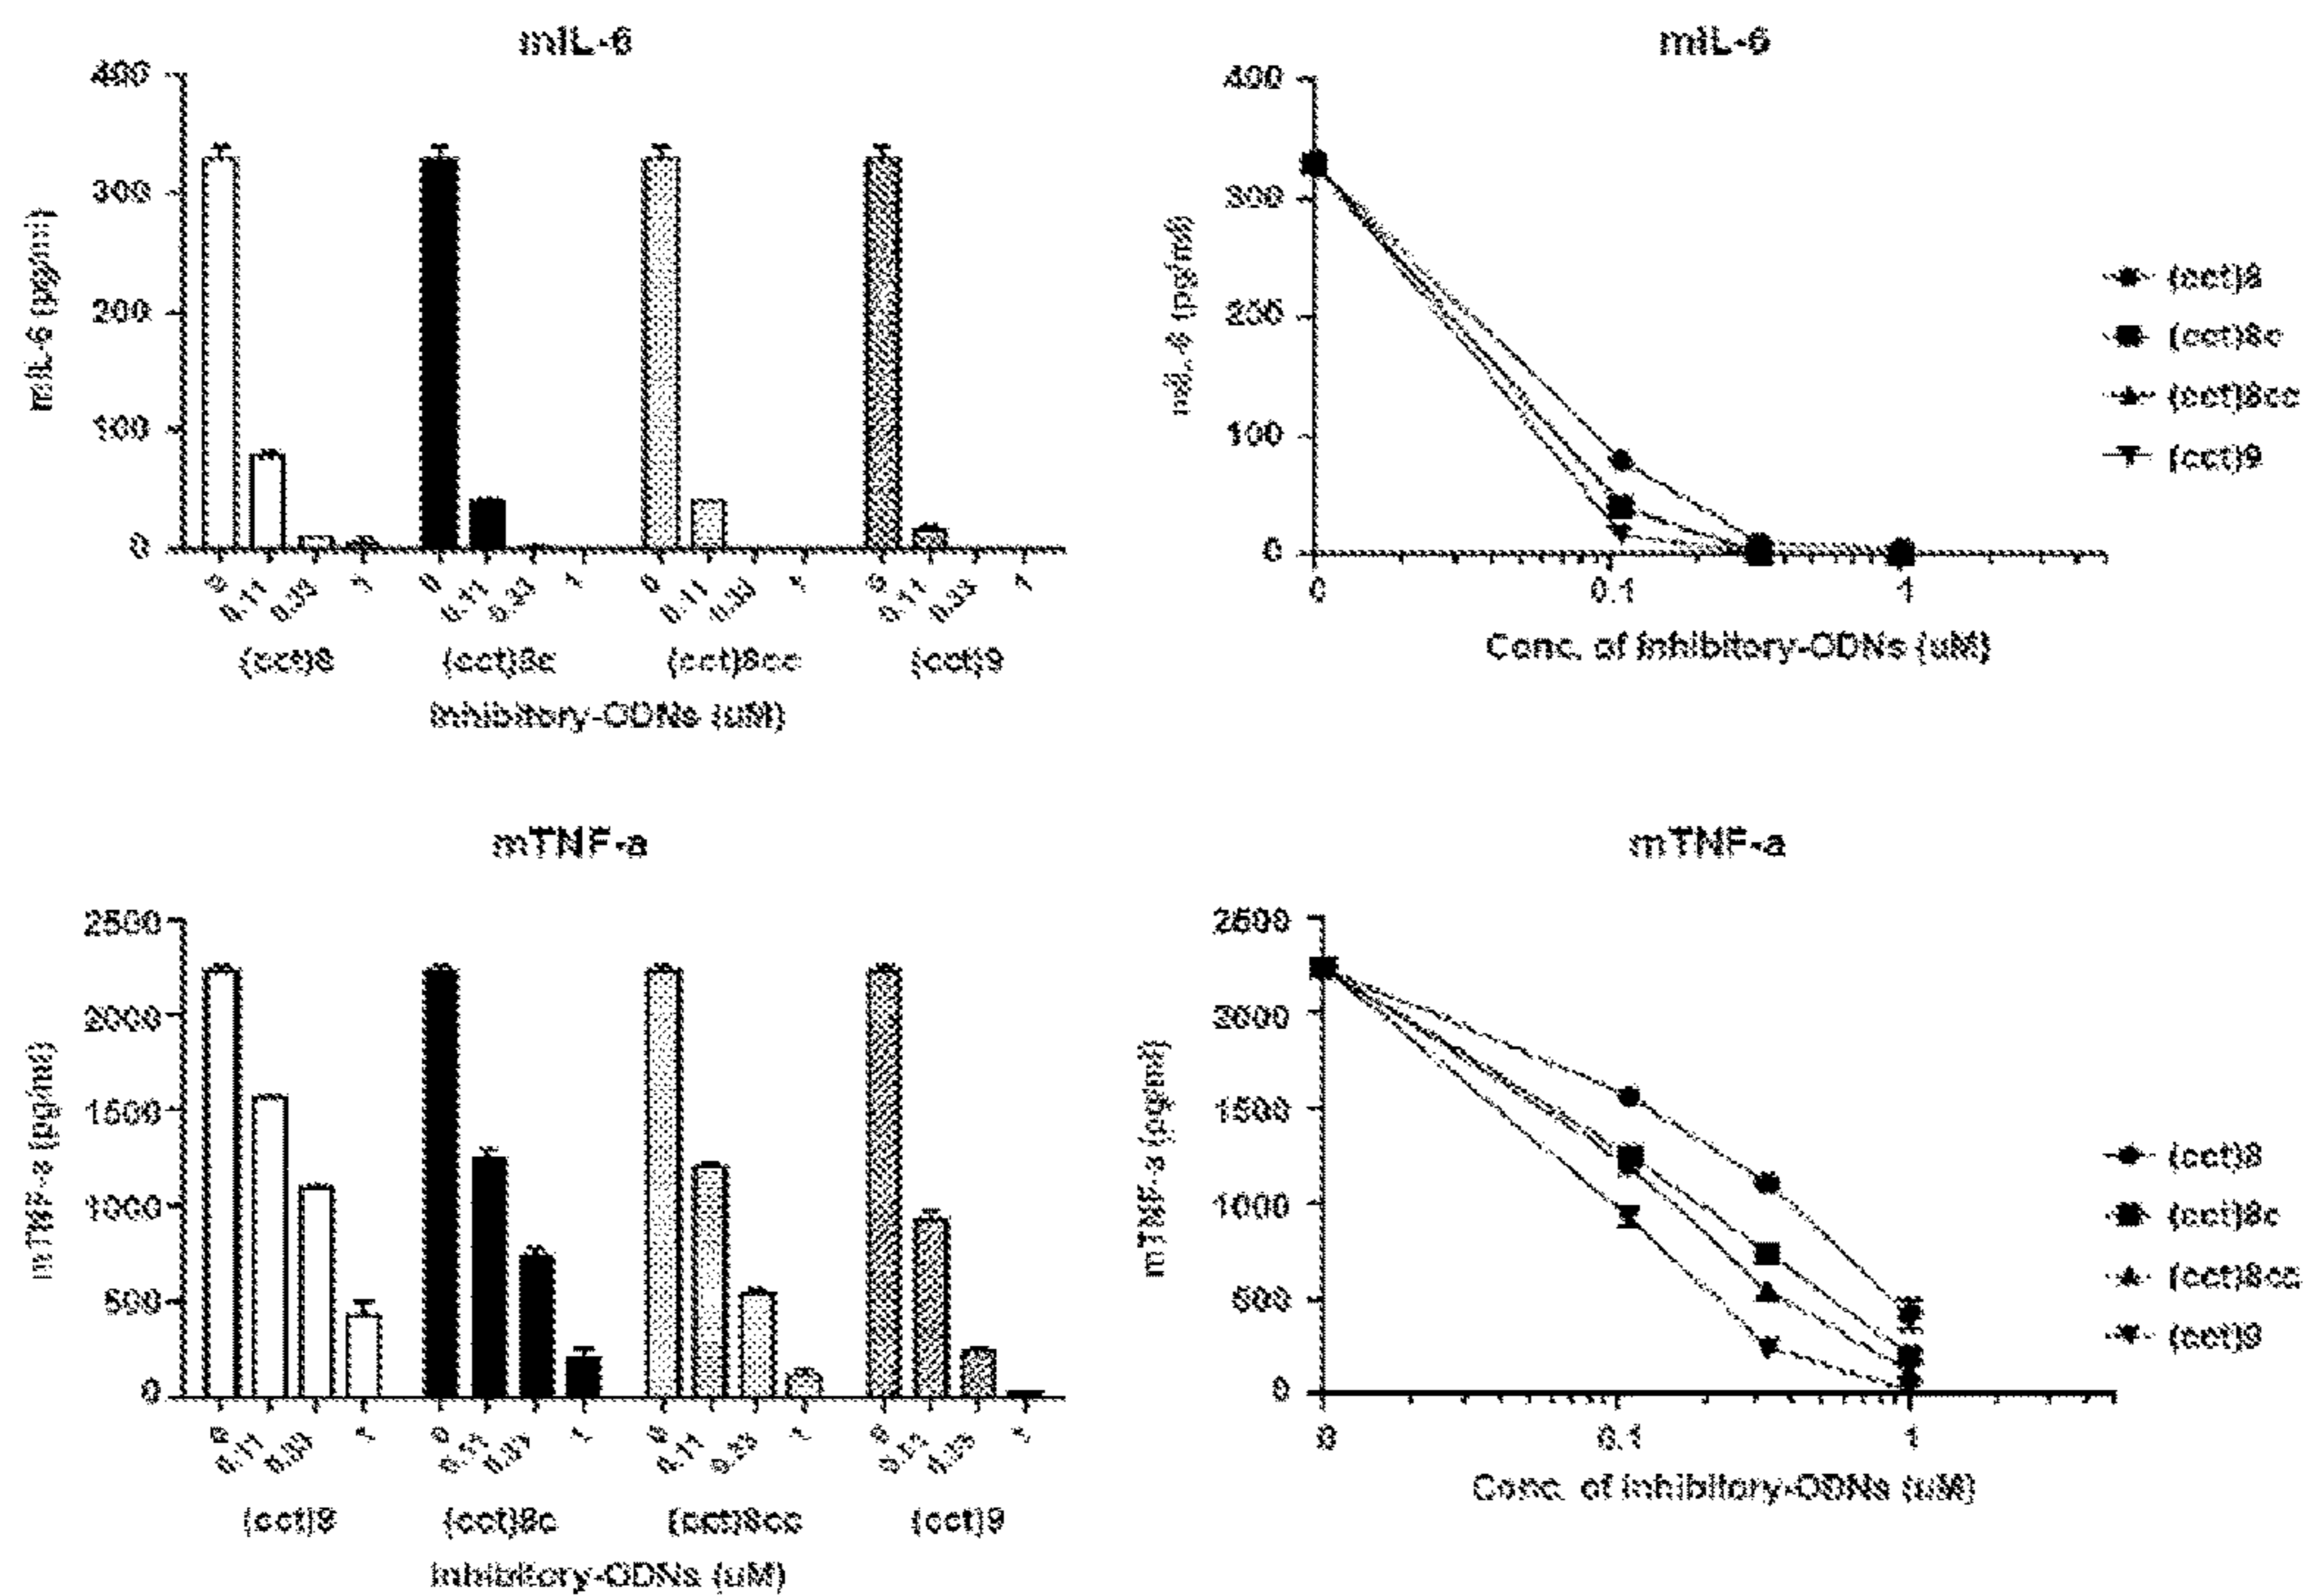 mIL-6
400
300
200
100
0
mIL-6 (pg/ml)
0 0.11 0.33 1 0 0.11 0.33 1 0 0.11 0.33 1 0 0.11 0.33 1
(cct)8 (cct)8c (cct)8cc (cct)9
Inhibitory-ODNs (uM)
mIL-6
400
300
200
100
0
mIL-6 (pg/ml)
0 0.1 1
Conc. of Inhibitory-ODNs (uM)
(cct)8
(cct)8c
(cct)8cc
(cct)9
mTNF-a
2500
2000
1500
1000
500
0
mTNF-a (pg/ml)
0 0.11 0.33 1 0 0.11 0.33 1 0 0.11 0.33 1 0 0.11 0.33 1
(cct)8 (cct)8c (cct)8cc (cct)9
Inhibitory-ODNs (uM)
mTNF-a
2500
2000
1500
1000
500
0
mTNF-a (pg/ml)
0 0.1 1
Conc. of Inhibitory-ODNs (uM)
(cct)8
(cct)8c
(cct)8cc
(cct)9